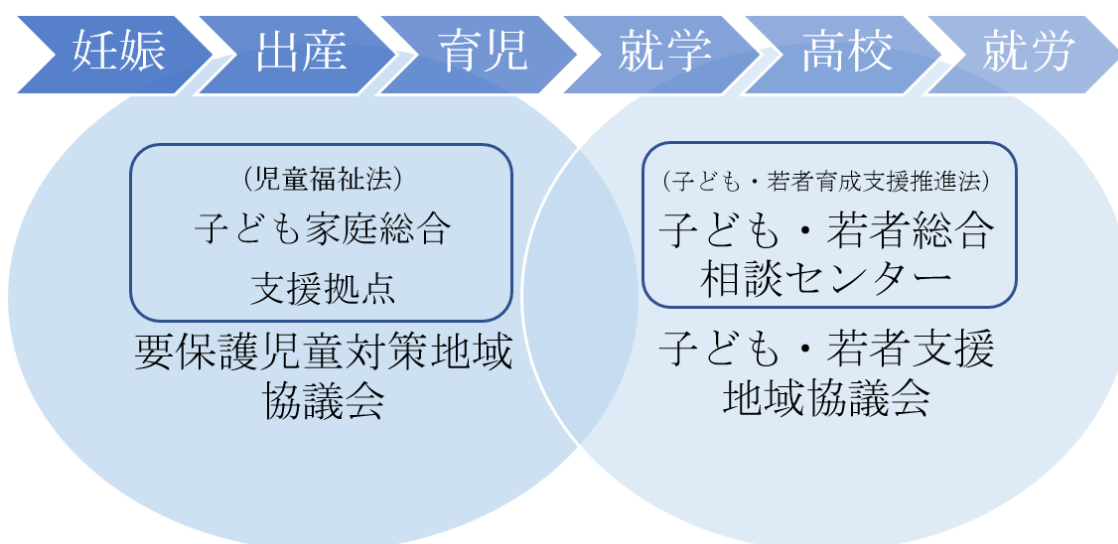 妊娠 出産 育児 就学 高校 就労
（児童福祉法）
子ども家庭総合
支援拠点
要保護児童対策地域
協議会
（子ども・若者育成支援推進法）
子ども・若者総合
相談センター
子ども・若者支援
地域協議会